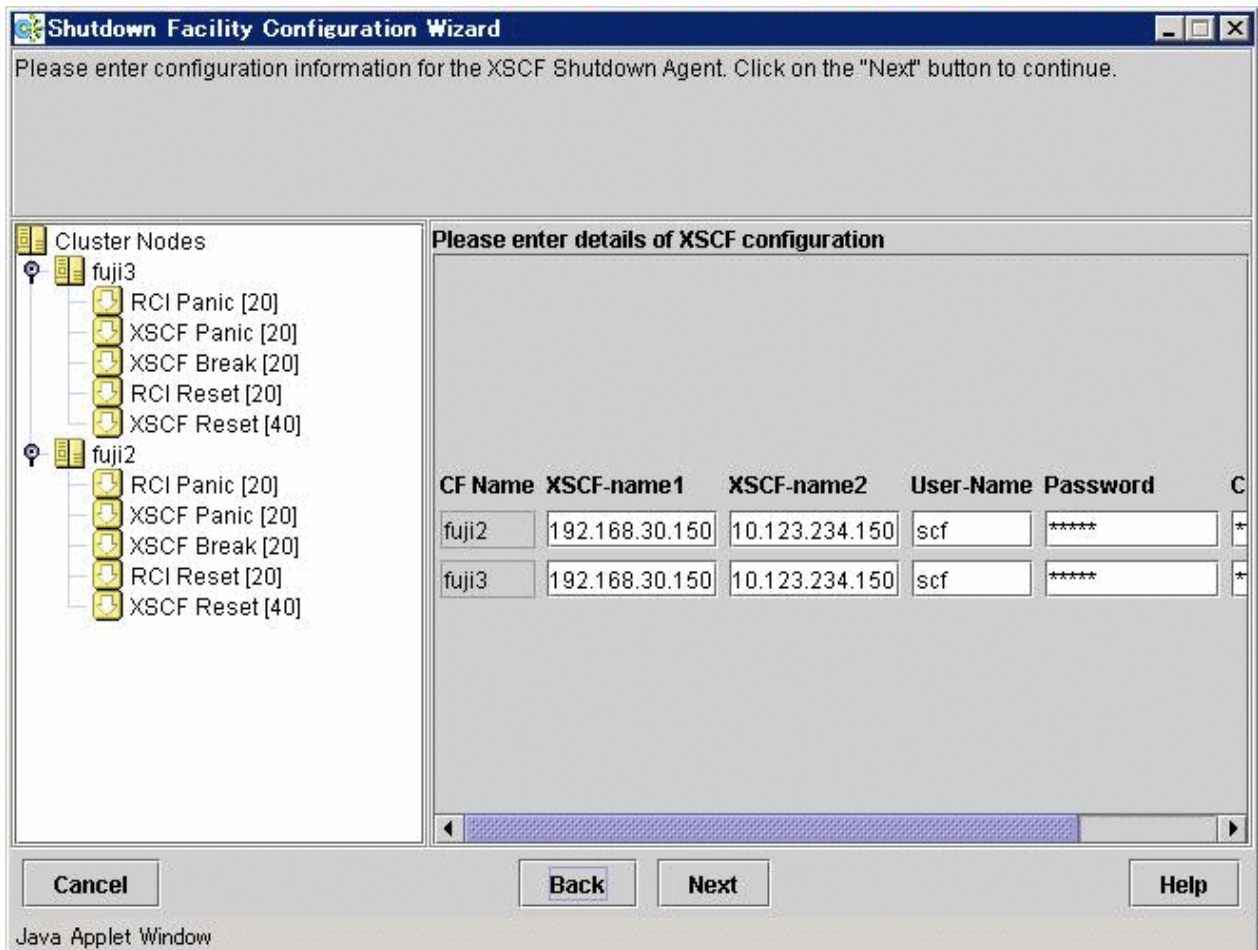 Shutdown Facility Configuration Wizard
Please enter configuration information for the XSCF Shutdown Agent. Click on the "Next" button to continue.
Cluster Nodes
fuji3
RCI Panic [20]
XSCF Panic [20]
XSCF Break [20]
RCI Reset [20]
XSCF Reset [40]
fuji2
RCI Panic [20]
XSCF Panic [20]
XSCF Break [20]
RCI Reset [20]
XSCF Reset [40]
Please enter details of XSCF configuration
CF Name XSCF-name1 XSCF-name2 User-Name Password C
fuji2 192.168.30.150 10.123.234.150 scf ***** *
fuji3 192.168.30.150 10.123.234.150 scf ***** *
Cancel Back Next Help
Java Applet Window